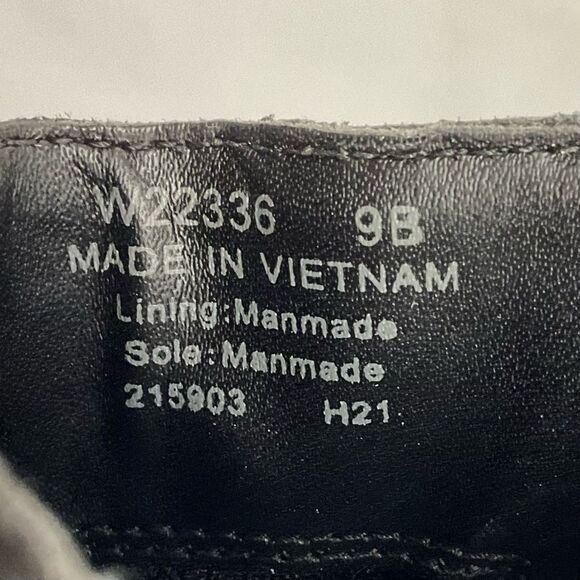 W22336 9B
MADE IN VIETNAM
Lining:Manmade
Sole:Manmade
215903 H21